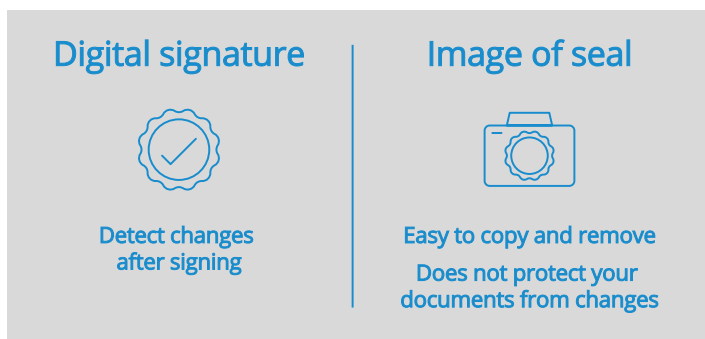 Digital signature
Detect changes
after signing
Image of seal
Easy to copy and remove
Does not protect your
documents from changes